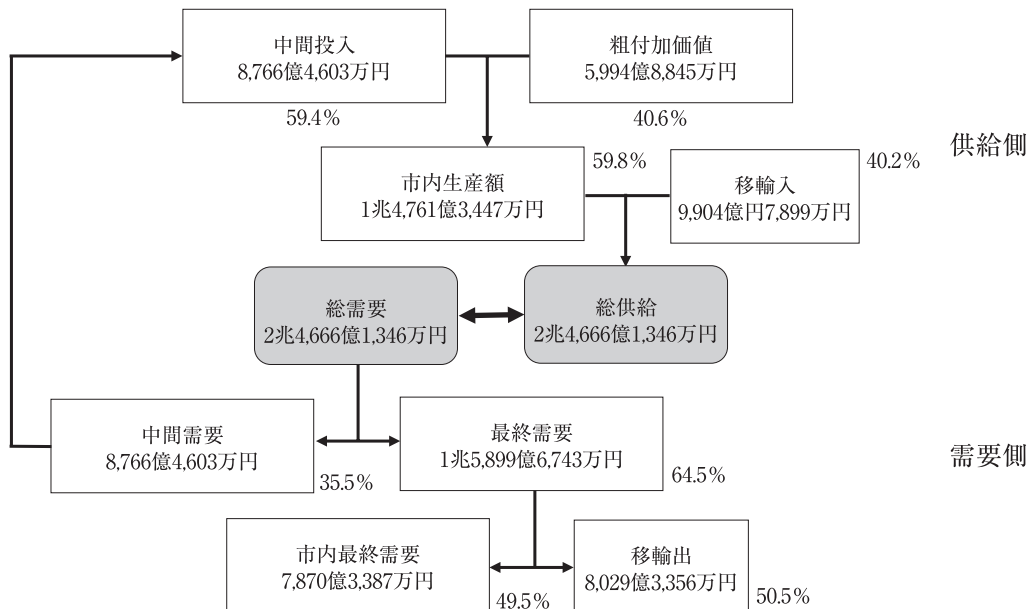 中間投入
8,766億4,603万円
粗付加価値
5,994億8,845万円
59.4%
40.6%
供給側
市内生産額
1兆4,761億3,447万円
59.8%
移輸入
9,904億円7,899万円
40.2%
総需要
2兆4,666億1,346万円
総供給
2兆4,666億1,346万円
中間需要
8,766億4,603万円
35.5%
最終需要
1兆5,899億6,743万円
64.5%
需要側
市内最終需要
7,870億3,387万円
49.5%
移輸出
8,029億3,356万円
50.5%